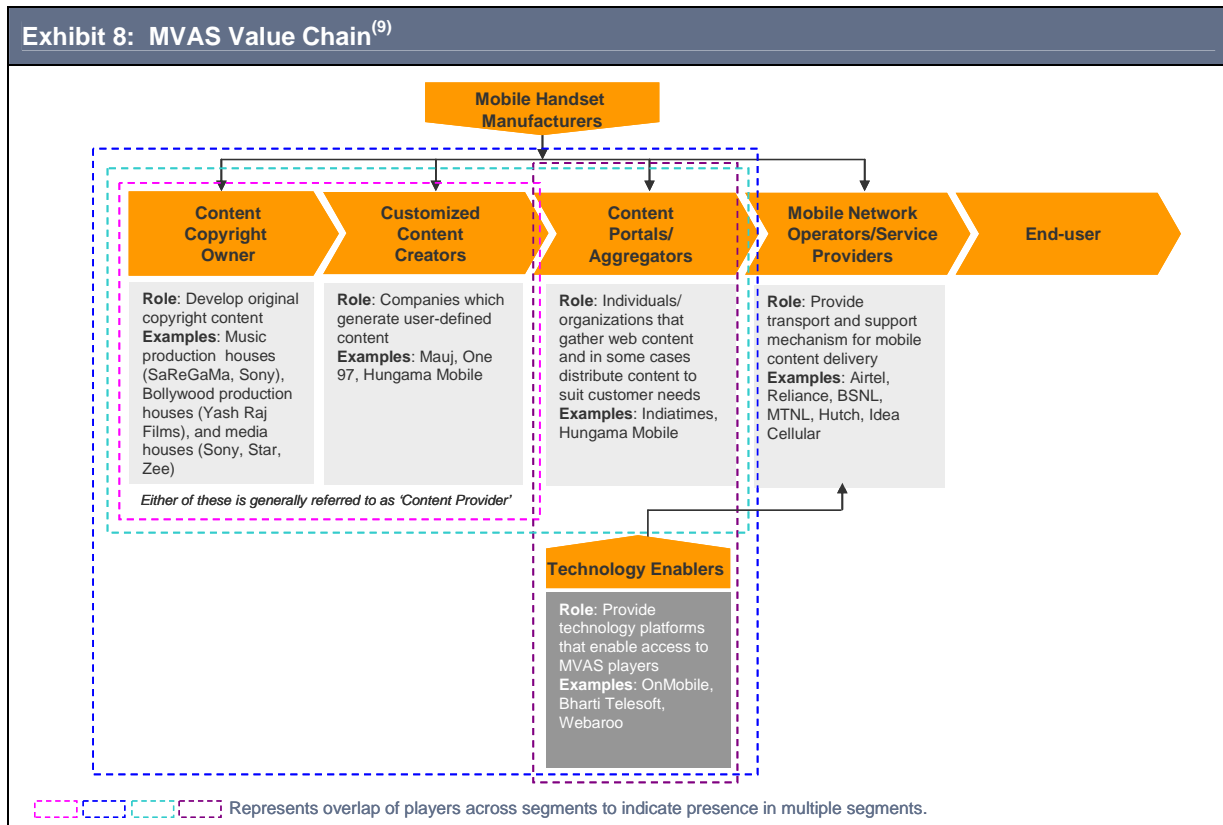 Exhibit 8: MVAS Value Chain(9)
Mobile Handset
Manufacturers
Content
Copyright
Owner
Customized
Content
Creators
Content
Portals/
Aggregators
Mobile Network
Operators/Service
Providers
End-user
Role: Develop original
copyright content
Examples: Music
production houses
(SaReGaMa, Sony),
Bollywood production
houses (Yash Raj
Films), and media
houses (Sony, Star,
Zee)
Role: Companies which
generate user-defined
content
Examples: Mauj, One
97, Hungama Mobile
Role: Individuals/
organizations that
gather web content
and in some cases
distribute content to
suit customer needs
Examples: Indiatimes,
Hungama Mobile
Role: Provide
transport and support
mechanism for mobile
content delivery
Examples: Airtel,
Reliance, BSNL,
MTNL, Hutch, Idea
Cellular
Either of these is generally referred to as ‘Content Provider’
Technology Enablers
Role: Provide
technology platforms
that enable access to
MVAS players
Examples: OnMobile,
Bharti Telesoft,
Webaroo
Represents overlap of players across segments to indicate presence in multiple segments.